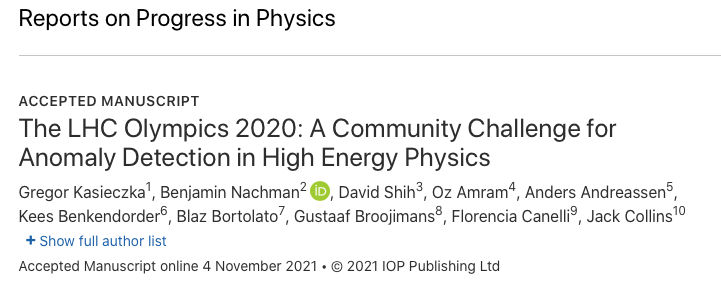 Reports on Progress in Physics
ACCEPTED MANUSCRIPT
The LHC Olympics 2020: A Community Challenge for
Anomaly Detection in High Energy Physics
Gregor Kasieczka1, Benjamin Nachman2 iD, David Shih3, Oz Amram4, Anders Andreassen5,
Kees Benkendorder6, Blaz Bortolato7, Gustaaf Broojimans8, Florencia Canelli9, Jack Collins10
+ Show full author list
Accepted Manuscript online 4 November 2021 • © 2021 IOP Publishing Ltd